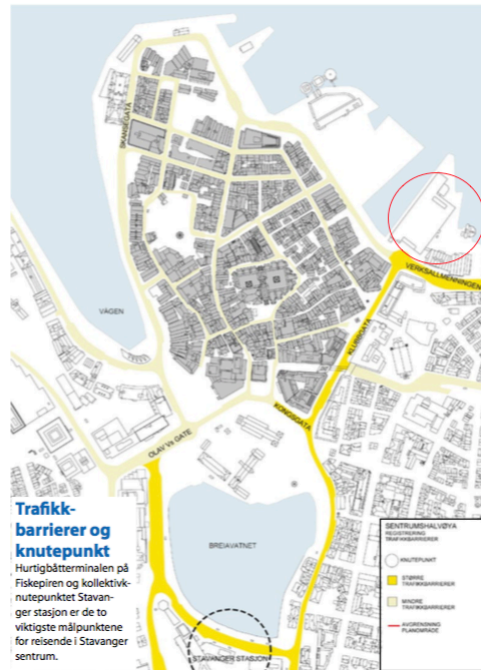 SKANSEGATA
VERKSALLMENNINGEN
VÅGEN
KLUBBGATA
KONGSGATA
OLAV Vs GATE
Trafikk-
barrierer og
knutepunkt
Hurtigbåtterminalen på
Fiskepiren og kollektivk-
nutepunktet Stavan-
ger stasjon er de to
viktigste målpunktene
for reisende i Stavanger
sentrum.
BREIAVATNET
STAVANGER STASJON
SENTRUMSHALVØYA
REGISTRERING
TRAFIKKBARRIERER
KNUTEPUNKT
STØRRE
TRAFIKKBARRIERER
MINDRE
TRAFIKKBARRIERER
AVGRENSNING
PLANOMRÅDE